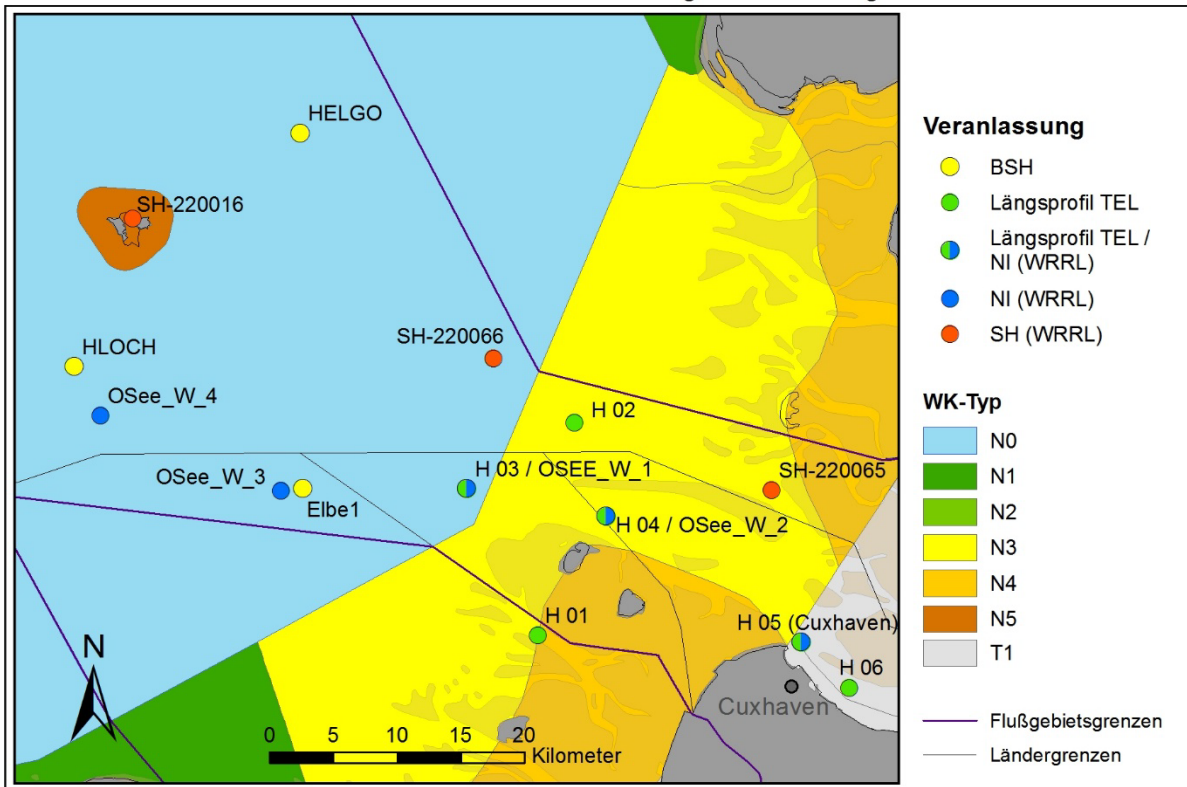 HELGO
SH-220016
SH-220066
HLOCH
OSee_W_4
H 02
OSee_W_3
Elbe1
H 03 / OSEE_W_1
SH-220065
H 04 / OSee_W_2
H 01
H 05 (Cuxhaven)
H 06
Cuxhaven
N
0 5 10 15 20
Kilometer
Veranlassung
BSH
Längsprofil TEL
Längsprofil TEL /
NI (WRRL)
NI (WRRL)
SH (WRRL)
WK-Typ
N0
N1
N2
N3
N4
N5
T1
Flußgebietsgrenzen
Ländergrenzen